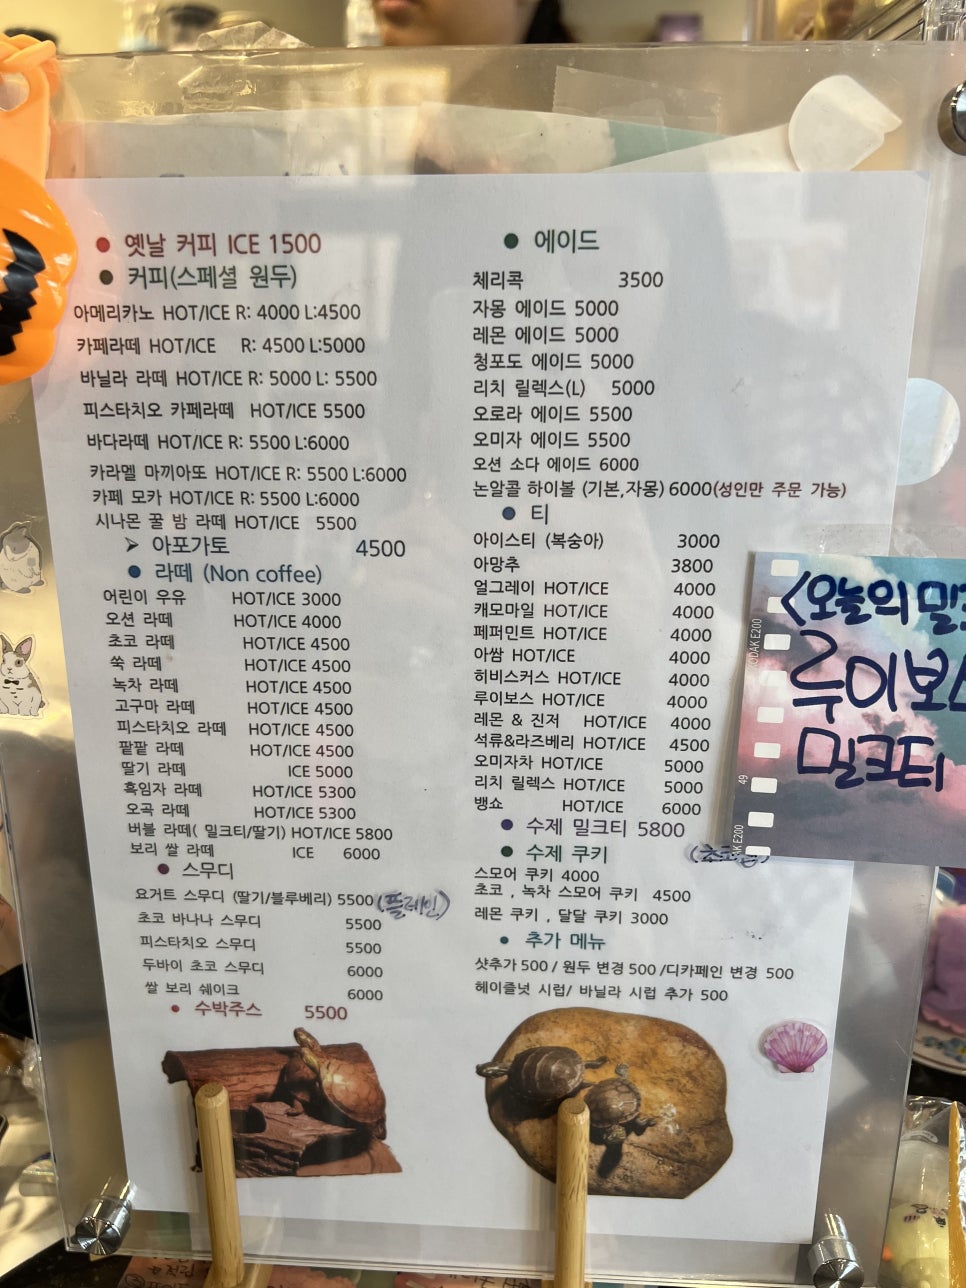 ● 옛날 커피 ICE 1500
● 커피(스페셜 원두)
아메리카노 HOT/ICE R: 4000 L:4500
카페라떼 HOT/ICE R: 4500 L:5000
바닐라 라떼 HOT/ICE R: 5000 L: 5500
피스타치오 카페라떼 HOT/ICE 5500
바다라떼 HOT/ICE R: 5500 L:6000
카라멜 마끼아또 HOT/ICE R: 5500 L:6000
카페 모카 HOT/ICE R: 5500 L:6000
시나몬 꿀 밤 라떼 HOT/ICE 5500
➤ 아포가토 4500
● 라떼 (Non coffee)
어린이 우유 HOT/ICE 3000
오션 라떼 HOT/ICE 4000
초코 라떼 HOT/ICE 4500
쑥 라떼 HOT/ICE 4500
녹차 라떼 HOT/ICE 4500
고구마 라떼 HOT/ICE 4500
피스타치오 라떼 HOT/ICE 4500
팥팥 라떼 HOT/ICE 4500
딸기 라떼 ICE 5000
흑임자 라떼 HOT/ICE 5300
오곡 라떼 HOT/ICE 5300
버블 라떼( 밀크티/딸기) HOT/ICE 5800
보리 쌀 라떼 ICE 6000
● 스무디
요거트 스무디 (딸기/블루베리) 5500 (플레인)
초코 바나나 스무디 5500
피스타치오 스무디 5500
두바이 초코 스무디 6000
쌀 보리 쉐이크 6000
● 수박주스 5500
● 에이드
체리콕 3500
자몽 에이드 5000
레몬 에이드 5000
청포도 에이드 5000
리치 릴렉스(L) 5000
오로라 에이드 5500
오미자 에이드 5500
오션 소다 에이드 6000
논알콜 하이볼 (기본,자몽) 6000(성인만 주문 가능)
● 티
아이스티 (복숭아) 3000
아망추 3800
얼그레이 HOT/ICE 4000
캐모마일 HOT/ICE 4000
페퍼민트 HOT/ICE 4000
아쌈 HOT/ICE 4000
히비스커스 HOT/ICE 4000
루이보스 HOT/ICE 4000
레몬 & 진저 HOT/ICE 4000
석류&라즈베리 HOT/ICE 4500
오미자차 HOT/ICE 5000
리치 릴렉스 HOT/ICE 5000
뱅쇼 HOT/ICE 6000
● 수제 밀크티 5800
● 수제 쿠키
스모어 쿠키 4000
초코 , 녹차 스모어 쿠키 4500
레몬 쿠키 , 달달 쿠키 3000
● 추가 메뉴
샷추가 500 / 원두 변경 500 /디카페인 변경 500
헤이즐넛 시럽/ 바닐라 시럽 추가 500
<오늘의
밀크티
KODAK E200
49